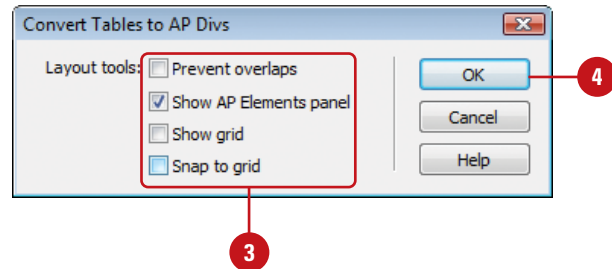 Convert Tables to AP Divs
Layout tools: Prevent overlaps
Show AP Elements panel
Show grid
Snap to grid
OK
Cancel
Help
4
3